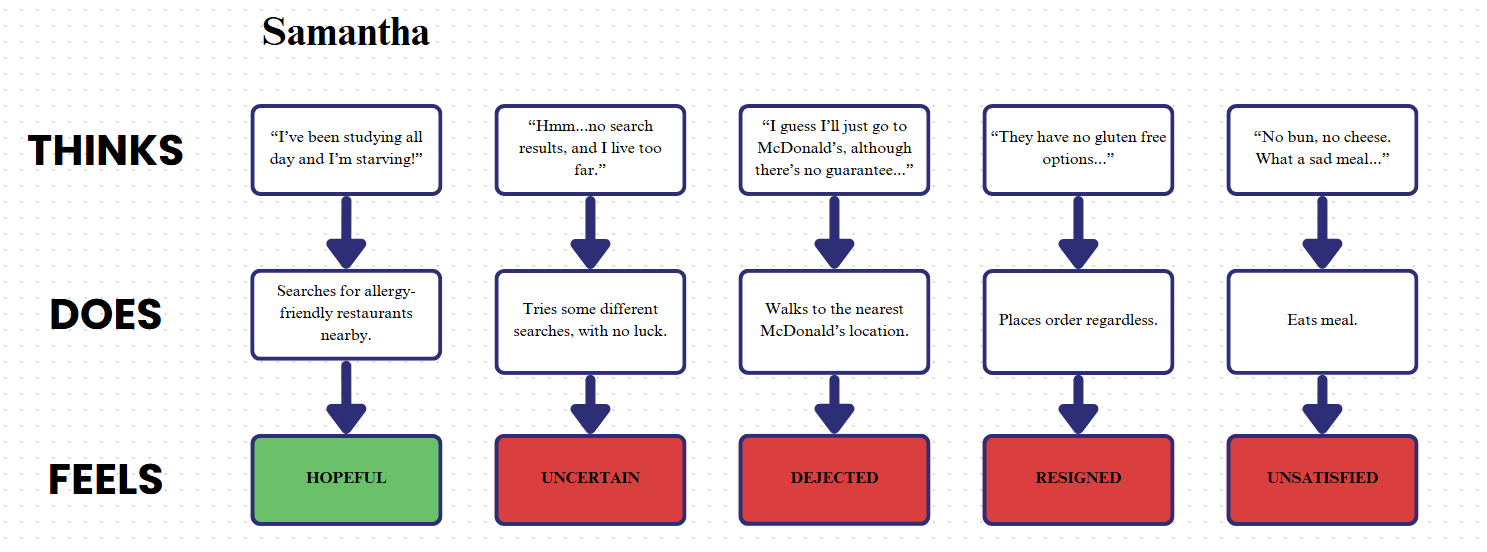 Samantha
THINKS
“I’ve been studying all
day and I’m starving!”
“Hmm...no search
results, and I live too
far.”
“I guess I’ll just go to
McDonald’s, although
there’s no guarantee...”
“They have no gluten free
options...”
“No bun, no cheese.
What a sad meal...”
DOES
Searches for allergy-
friendly restaurants
nearby.
Tries some different
searches, with no luck.
Walks to the nearest
McDonald’s location.
Places order regardless.
Eats meal.
FEELS
HOPEFUL
UNCERTAIN
DEJECTED
RESIGNED
UNSATISFIED